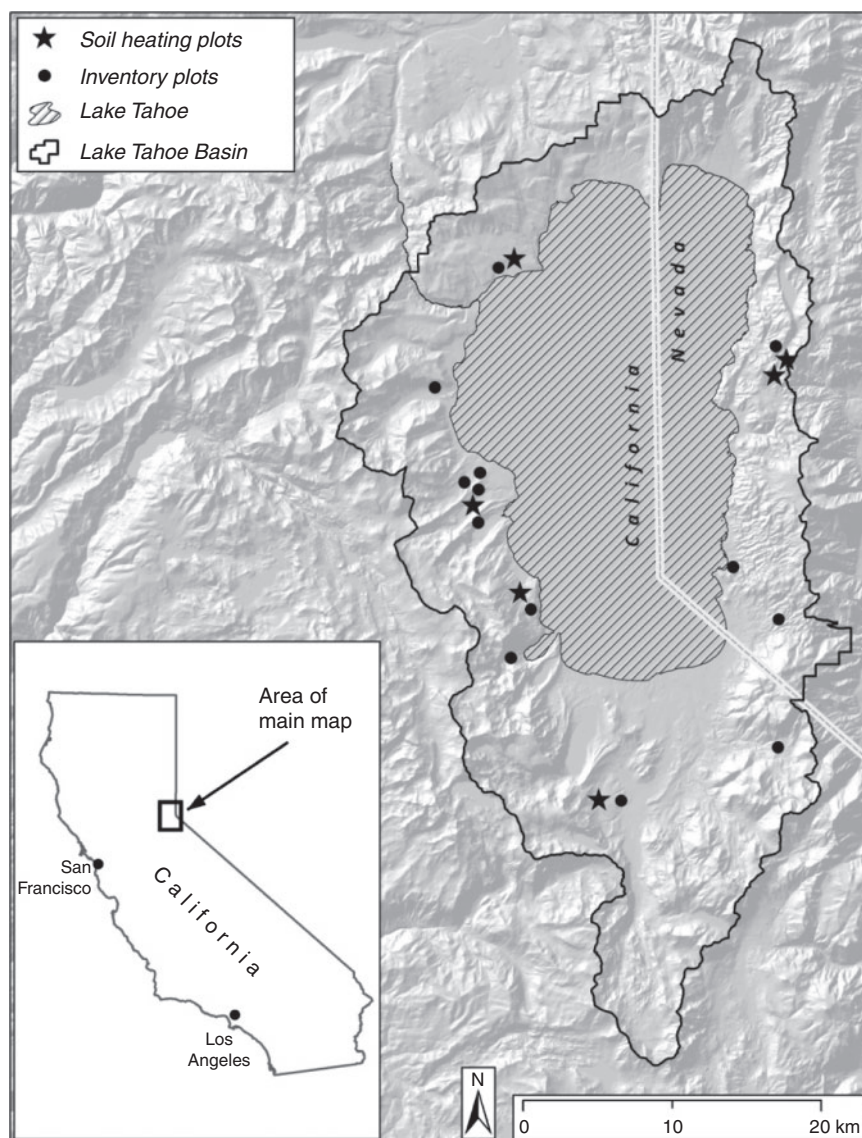 Soil heating plots
Inventory plots
Lake Tahoe
Lake Tahoe Basin
California
Nevada
Area of
main map
San
Francisco
California
Los
Angeles
N
0 10 20 km